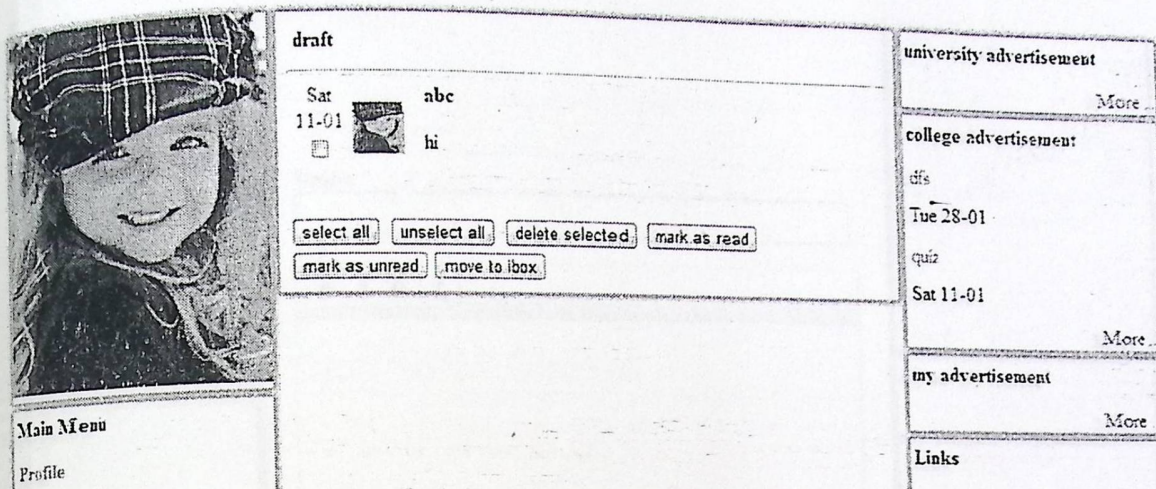 draft
Sat
11-01
abc
hi
select all unselect all delete selected mark as read
mark as unread move to ibox
Main Menu
Profile
university advertisement
More ..
college advertisement
dfs
Tue 28-01
quiz
Sat 11-01
More ..
my advertisement
More
Links